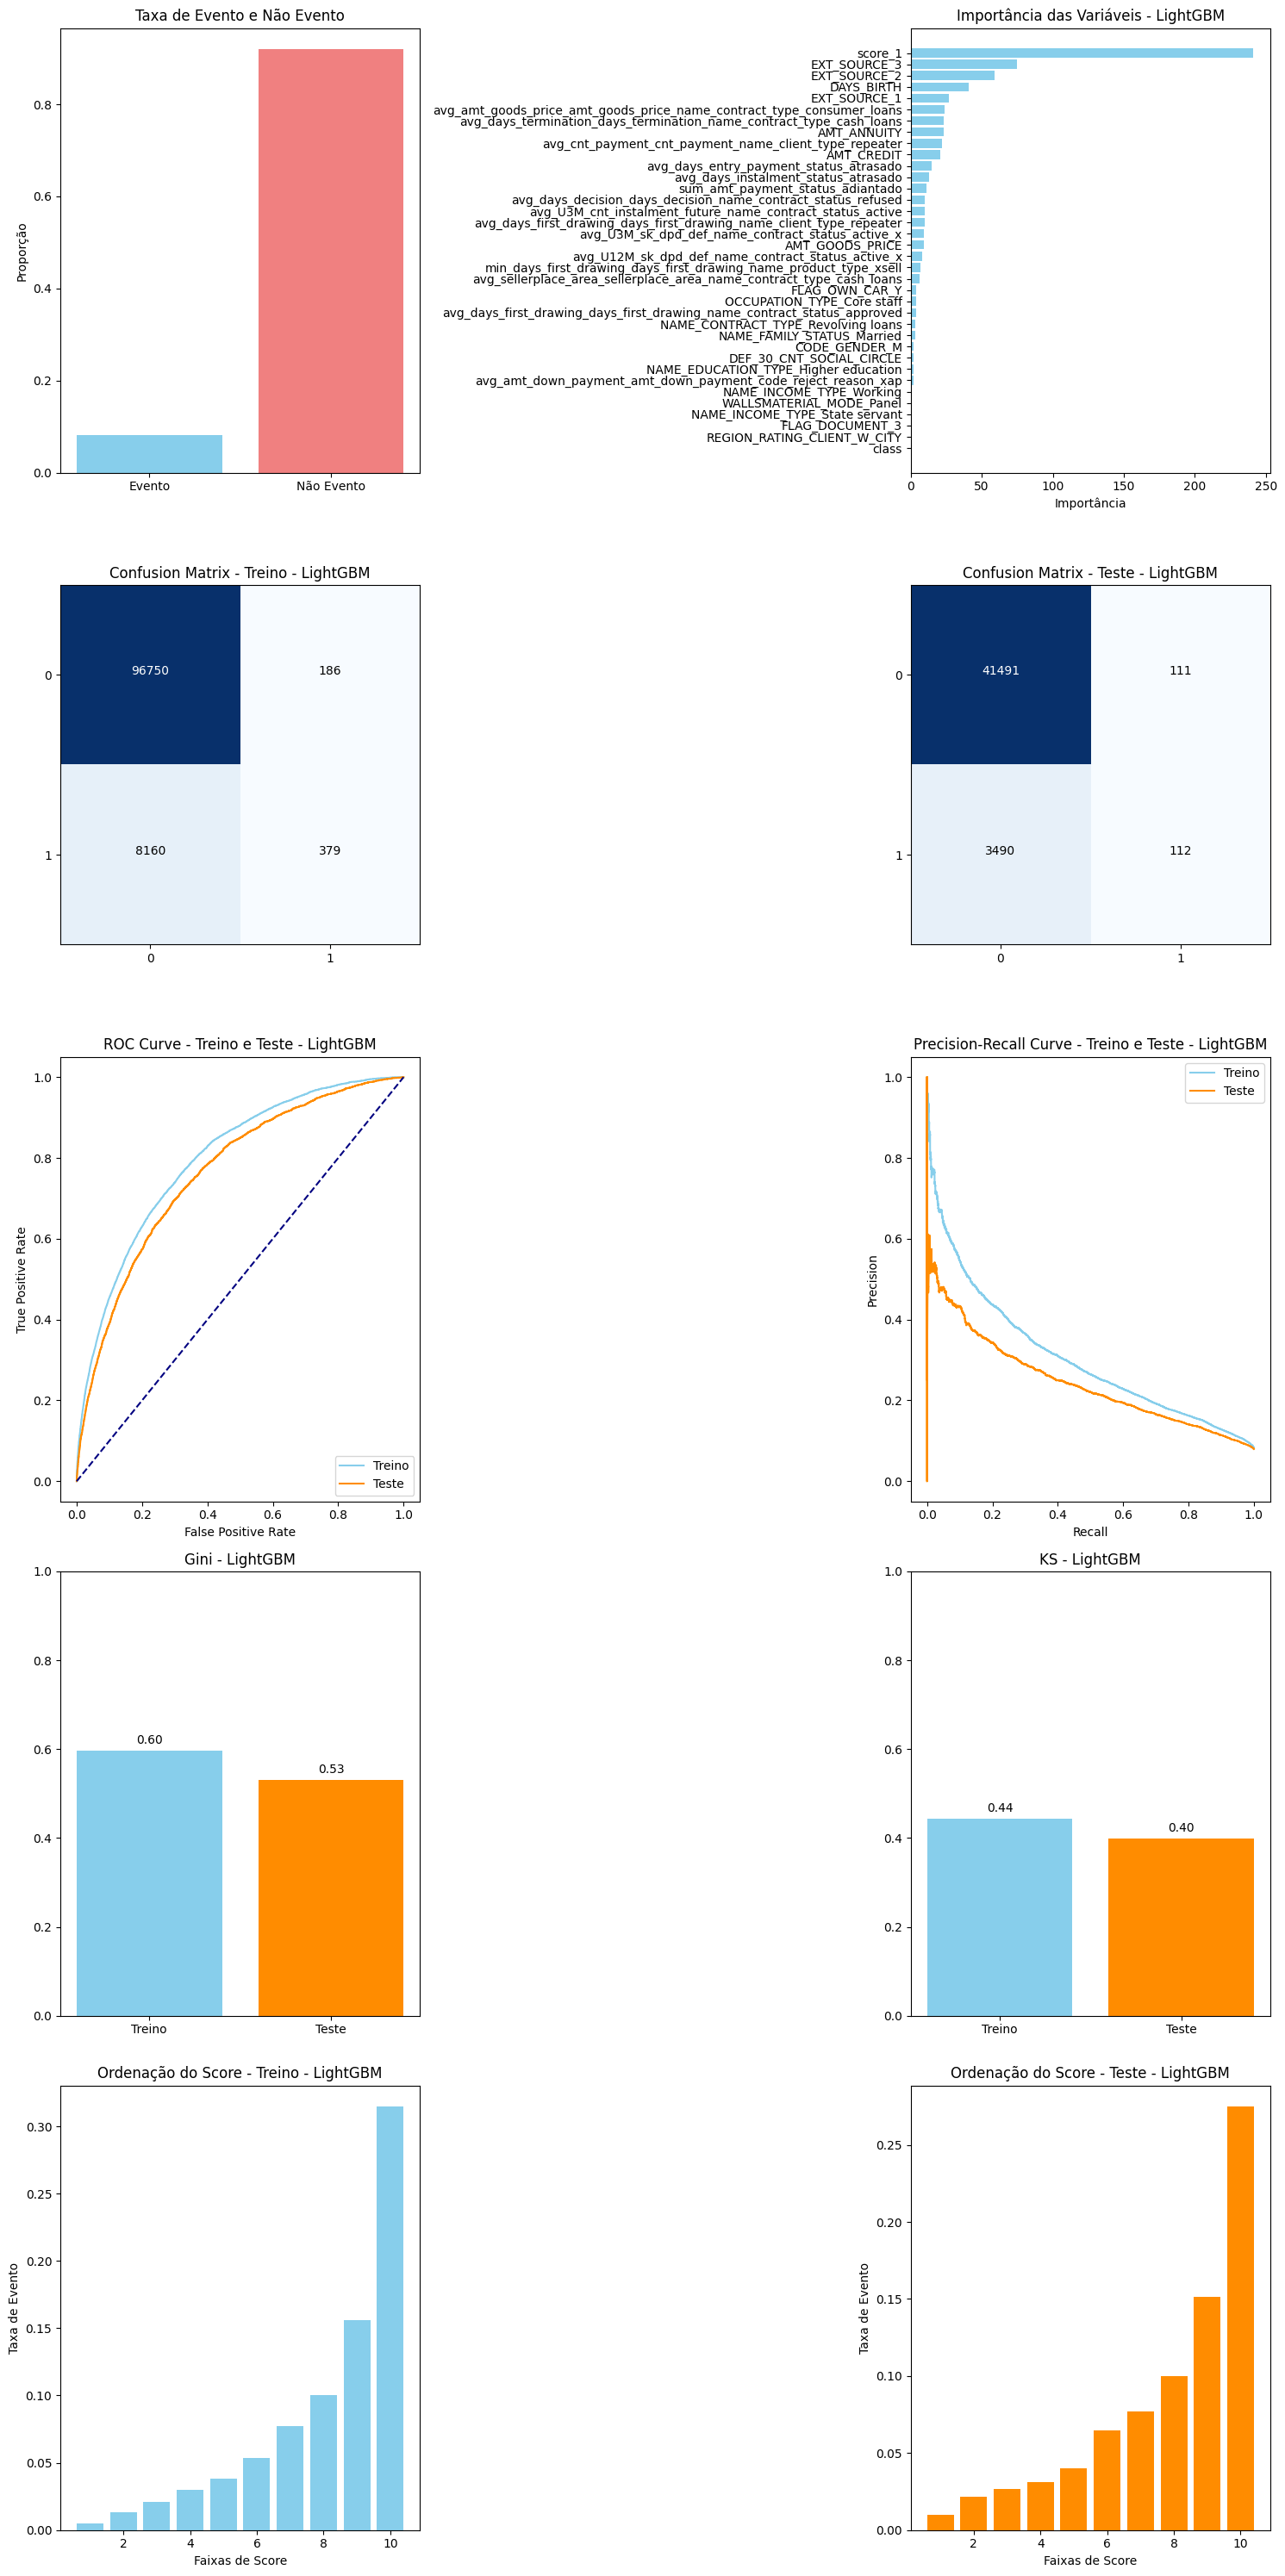 Taxa de Evento e Não Evento
Proporção
0.8
0.6
0.4
0.2
0.0
Evento Não Evento
Importância das Variáveis - LightGBM
score_1
EXT_SOURCE_3
EXT_SOURCE_2
DAYS_BIRTH
EXT_SOURCE_1
avg_amt_goods_price_amt_goods_price_name_contract_type_consumer_loans
avg_days_termination_days_termination_name_contract_type_cash_loans
AMT_ANNUITY
avg_cnt_payment_cnt_payment_name_client_type_repeater
AMT_CREDIT
avg_days_entry_payment_status_atrasado
avg_days_instalment_status_atrasado
sum_amt_payment_status_adiantado
avg_days_decision_days_decision_name_contract_status_refused
avg_U3M_cnt_instalment_future_name_contract_status_active
avg_days_first_drawing_days_first_drawing_name_client_type_repeater
avg_U3M_sk_dpd_def_name_contract_status_active_x
AMT_GOODS_PRICE
avg_U12M_sk_dpd_def_name_contract_status_active_x
min_days_first_drawing_days_first_drawing_name_product_type_xsell
avg_sellerplace_area_sellerplace_area_name_contract_type_cash_loans
FLAG_OWN_CAR_Y
OCCUPATION_TYPE_Core staff
avg_days_first_drawing_days_first_drawing_name_contract_status_approved
NAME_CONTRACT_TYPE_Revolving loans
NAME_FAMILY_STATUS_Married
CODE_GENDER_M
DEF_30_CNT_SOCIAL_CIRCLE
NAME_EDUCATION_TYPE_Higher education
avg_amt_down_payment_amt_down_payment_code_reject_reason_xap
NAME_INCOME_TYPE_Working
WALLSMATERIAL_MODE_Panel
NAME_INCOME_TYPE_State servant
FLAG_DOCUMENT_3
REGION_RATING_CLIENT_W_CITY
class
0 50 100 150 200 250
Importância
Confusion Matrix - Treino - LightGBM
0 96750 186
1 8160 379
0 1
Confusion Matrix - Teste - LightGBM
0 41491 111
1 3490 112
0 1
ROC Curve - Treino e Teste - LightGBM
True Positive Rate
1.0
0.8
0.6
0.4
0.2
0.0
Treino
Teste
0.0 0.2 0.4 0.6 0.8 1.0
False Positive Rate
Precision-Recall Curve - Treino e Teste - LightGBM
Treino
Teste
Precision
1.0
0.8
0.6
0.4
0.2
0.0
0.0 0.2 0.4 0.6 0.8 1.0
Recall
Gini - LightGBM
1.0
0.8
0.6
0.4
0.2
0.0
0.60
0.53
Treino Teste
KS - LightGBM
1.0
0.8
0.6
0.4
0.2
0.0
0.44
0.40
Treino Teste
Ordenação do Score - Treino - LightGBM
Taxa de Evento
0.30
0.25
0.20
0.15
0.10
0.05
0.00
2 4 6 8 10
Faixas de Score
Ordenação do Score - Teste - LightGBM
Taxa de Evento
0.25
0.20
0.15
0.10
0.05
0.00
2 4 6 8 10
Faixas de Score